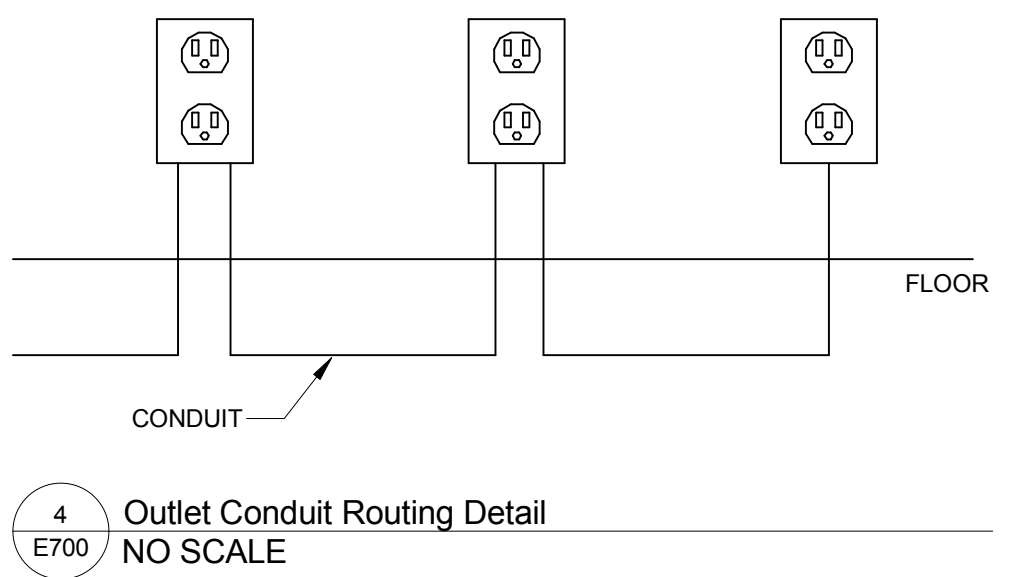 FLOOR
CONDUIT
4
Outlet Conduit Routing Detail
E700
NO SCALE